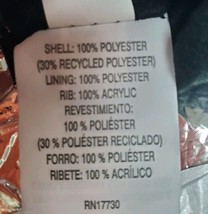 SHELL: 100% POLYESTER
(30% RECYCLED POLYESTER)
LINING: 100% POLYESTER
RIB: 100% ACRYLIC
REVESTIMIENTO:
100 % POLIÉSTER
(30 % POLIÉSTER RECICLADO)
FORRO: 100 % POLIÉSTER
RIBETE: 100 % ACRÍLICO
RN17730